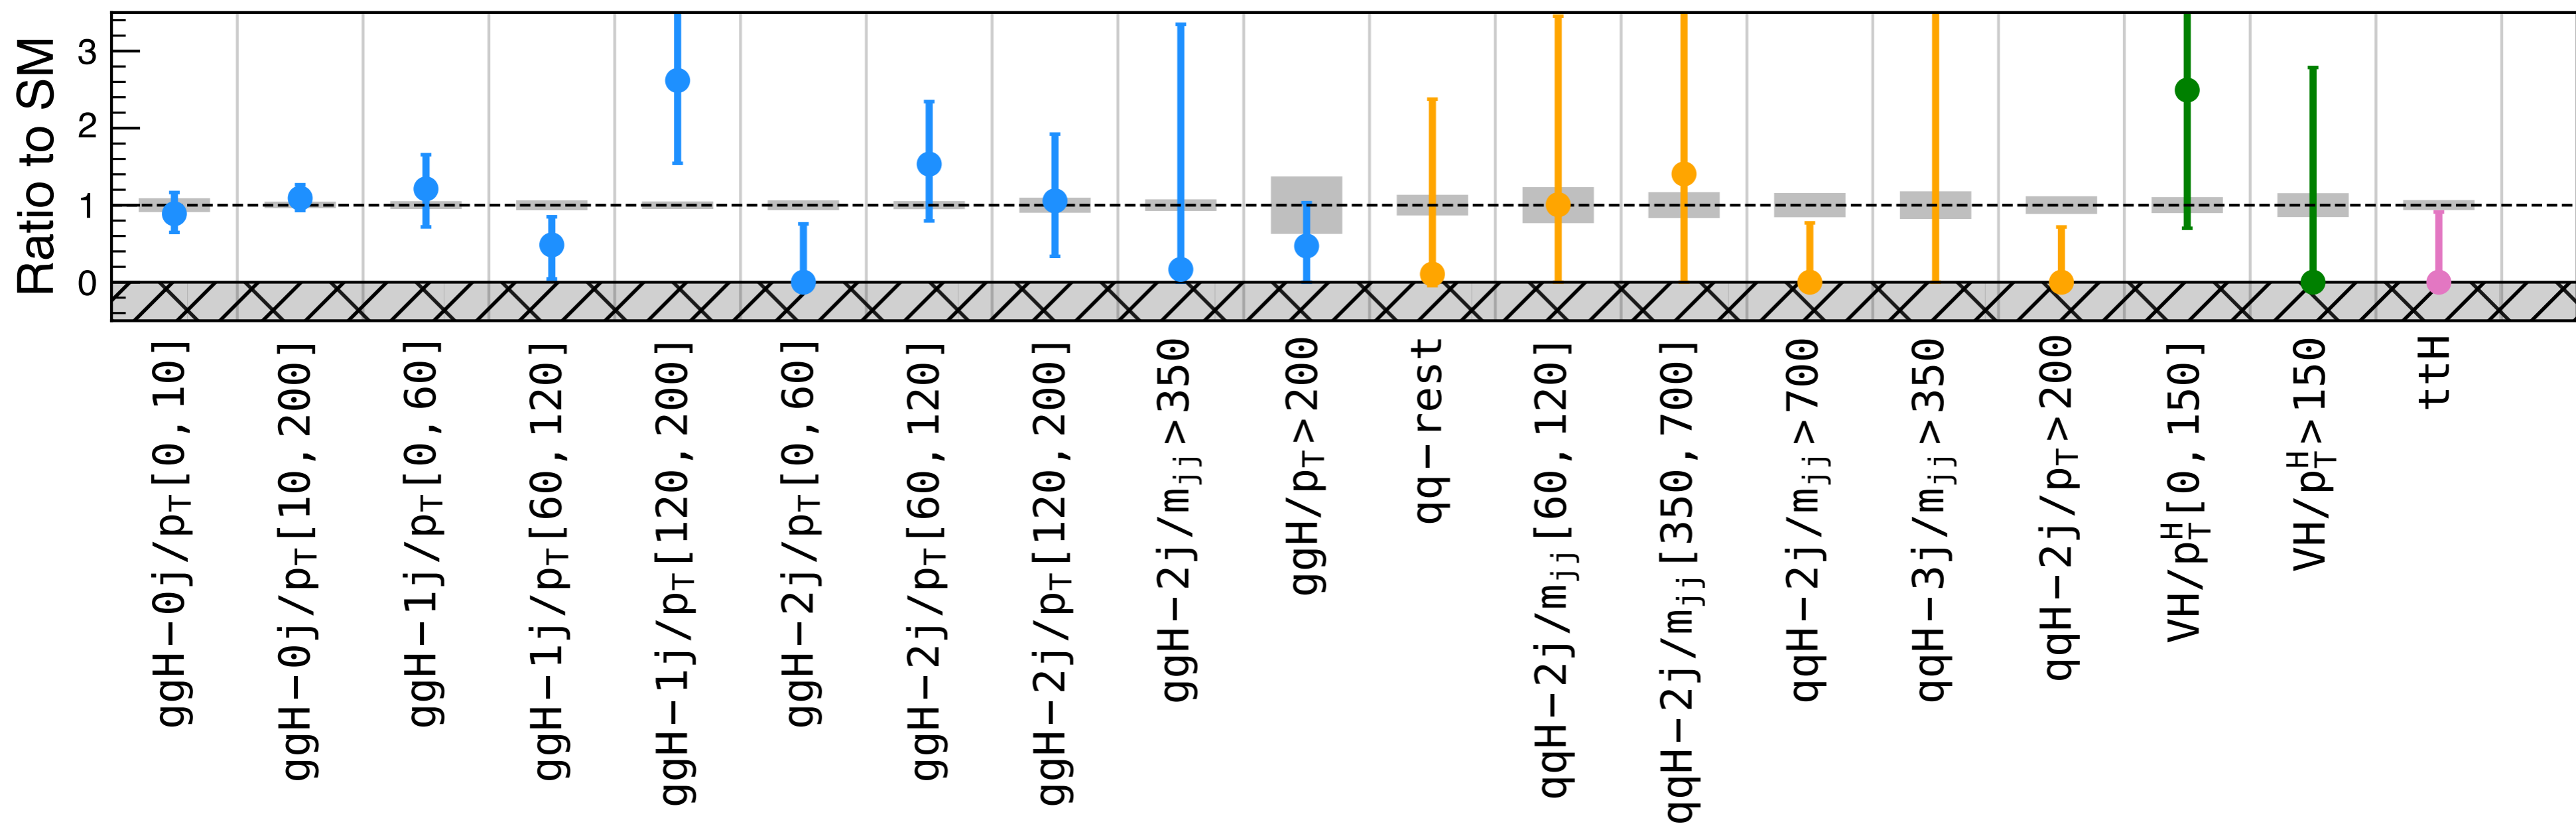 Ratio to SM
3
2
1
0
ggH−0j/pT[0,10]
ggH−0j/pT[10,200]
ggH−1j/pT[0,60]
ggH−1j/pT[60,120]
ggH−1j/pT[120,200]
ggH−2j/pT[0,60]
ggH−2j/pT[60,120]
ggH−2j/pT[120,200]
ggH−2j/mjj>350
ggH/pT>200
qq−rest
qqH−2j/mjj[60,120]
qqH−2j/mjj[350,700]
qqH−2j/mjj>700
qqH−3j/mjj>350
qqH−2j/pT>200
VH/pTH[0,150]
VH/pTH>150
ttH